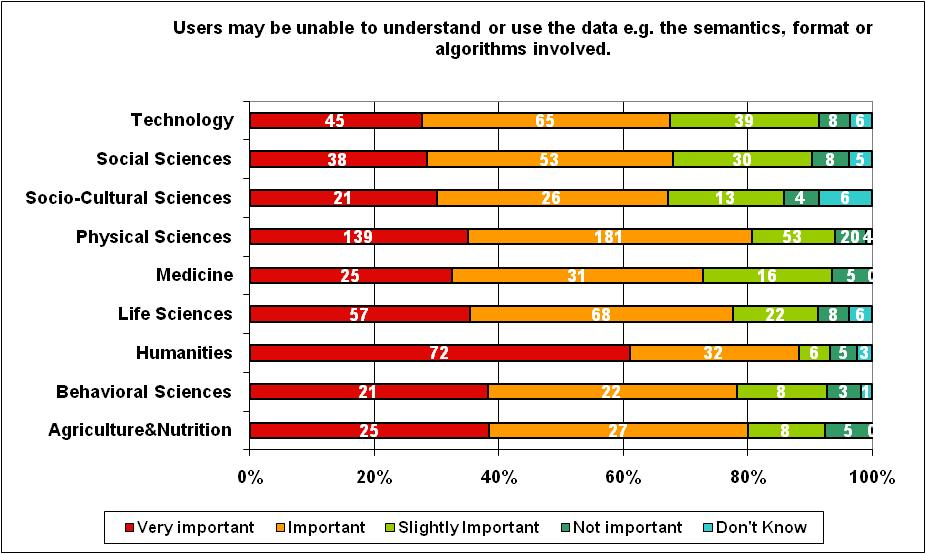 Users may be unable to understand or use the data e.g. the semantics, format or
algorithms involved.
Technology 45 65 39 8 6
Social Sciences 38 53 30 8 5
Socio-Cultural Sciences 21 26 13 4 6
Physical Sciences 139 181 53 20 4
Medicine 25 31 16 5 0
Life Sciences 57 68 22 8 6
Humanities 72 32 6 5 3
Behavioral Sciences 21 22 8 3 1
Agriculture&Nutrition 25 27 8 5 0
0% 20% 40% 60% 80% 100%
Very important Important Slightly Important Not important Don't Know